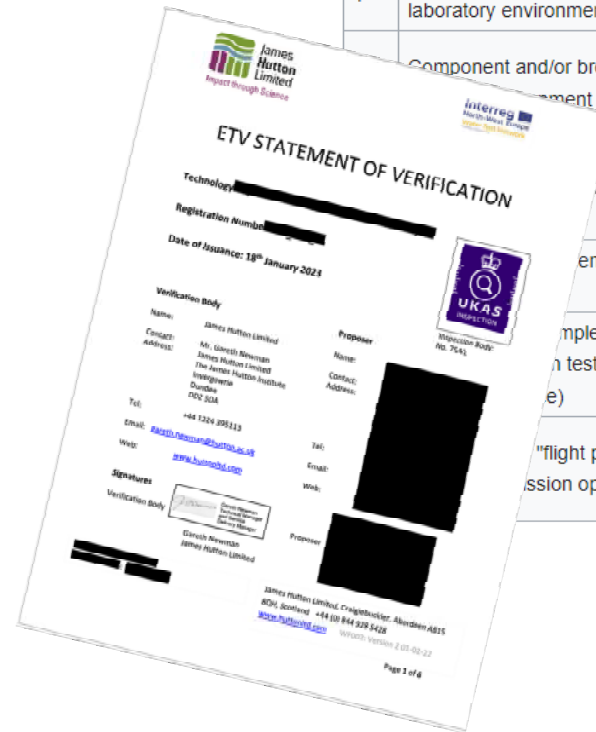 laboratory environme
Component and/or br
ment
James
Hutton
Limited
Impact through Science
Interreg
North-West Europe
ETV STATEMENT OF VERIFICATION
Technology
Registration Numbe
Date of Issuance: 18th January 2023
UKAS
INSPECTION
Inspection Body
No. 7641
Verification Body
Name: James Hutton Limited
Contact: Mr. Gareth Newman
Address: James Hutton Limited
The James Hutton Institute
Invergowrie
Dundee
DD2 5DA
Tel: +44 1224 395113
Email: gareth.newman@hutton.ac.uk
Web: www.huttonltd.com
Proposer
Name:
Contact:
Address:
Tel:
Email:
Web:
Signatures
Verification Body
Gareth Newman
James Hutton Limited
Proposer
James Hutton Limited, Craigiebuckler, Aberdeen AB15
8QH, Scotland +44 (0) 844 928 5428
www.huttonltd.com
Page 1 of 6
en
mple
n test
e)
"flight p
ssion op